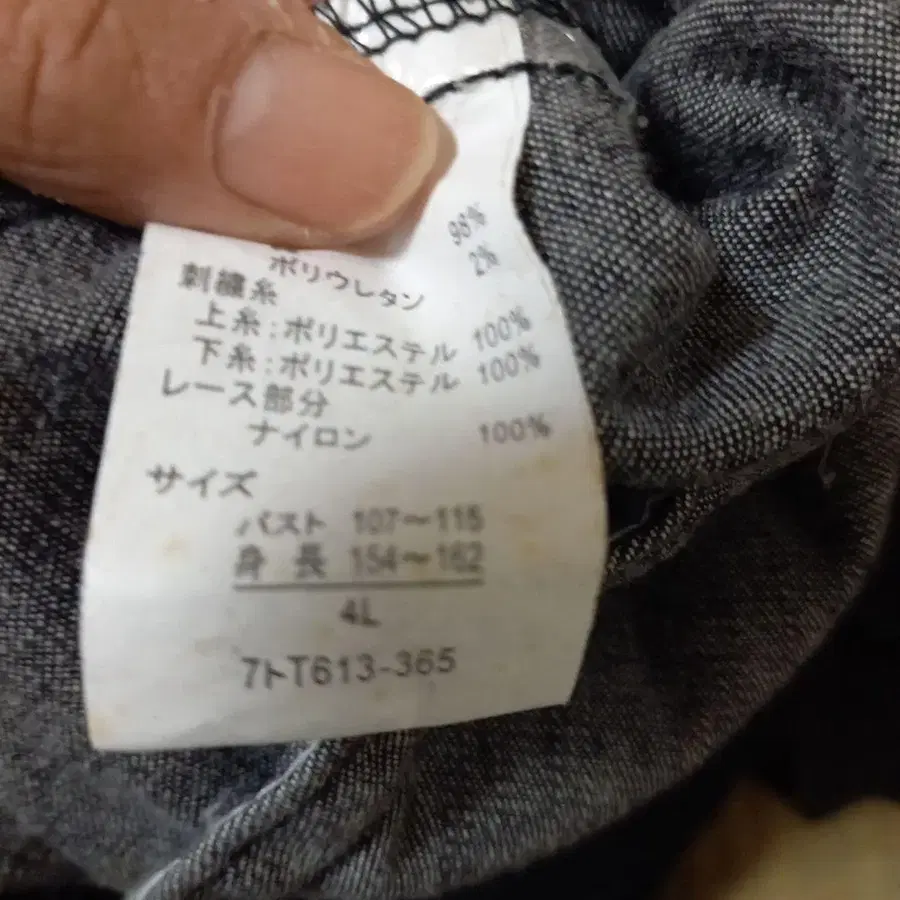 98%
ポリウレタン 2%
刺繍糸
上糸:ポリエステル 100%
下糸:ポリエステル 100%
レース部分
ナイロン 100%
サイズ
バスト 107〜115
身長 154〜162
4L
7トT613-365